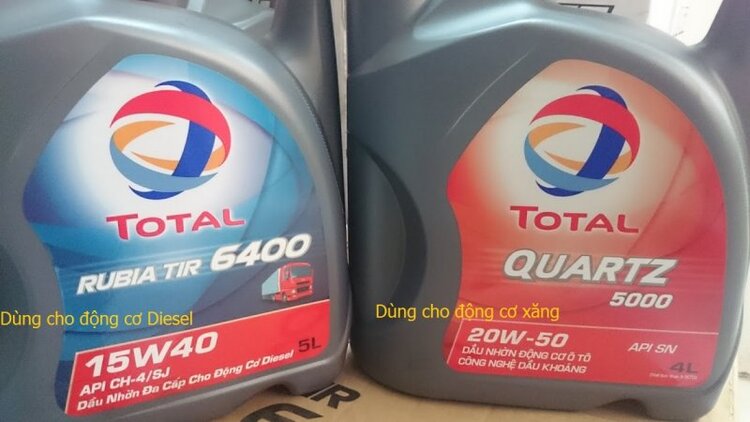 TOTAL
RUBIA TIR 6400
Dùng cho động cơ Diesel
15W40
5L
API CH-4/SJ
Dầu Nhờn Đa Cấp Cho Động Cơ Diesel
TOTAL
QUARTZ
5000
Dùng cho động cơ xăng
20W-50
API SN
DẦU NHỜN ĐỘNG CƠ Ô TÔ
CÔNG NGHỆ DẦU KHOÁNG
4L